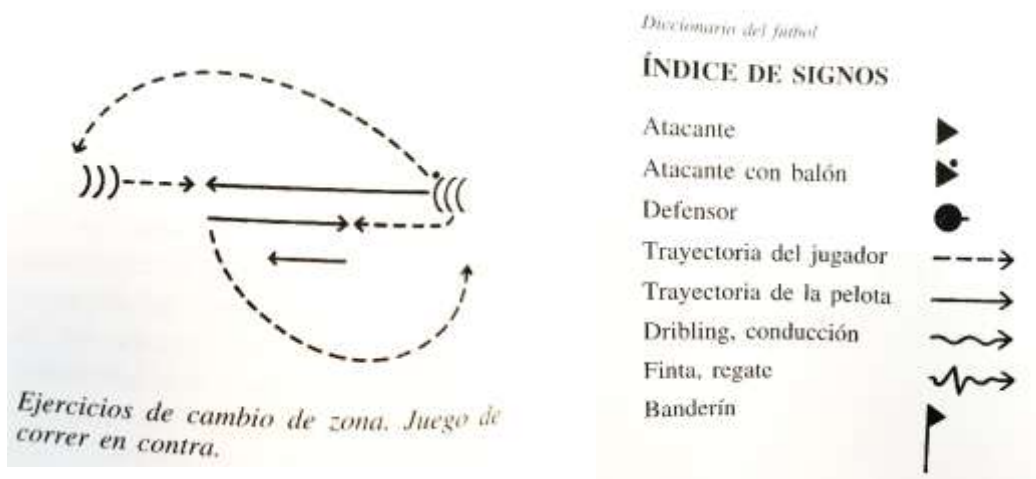 Ejercicios de cambio de zona. Juego de
correr en contra.
Diccionario del futbol
ÍNDICE DE SIGNOS
Atacante
Atacante con balón
Defensor
Trayectoria del jugador
Trayectoria de la pelota
Dribling, conducción
Finta, regate
Banderín